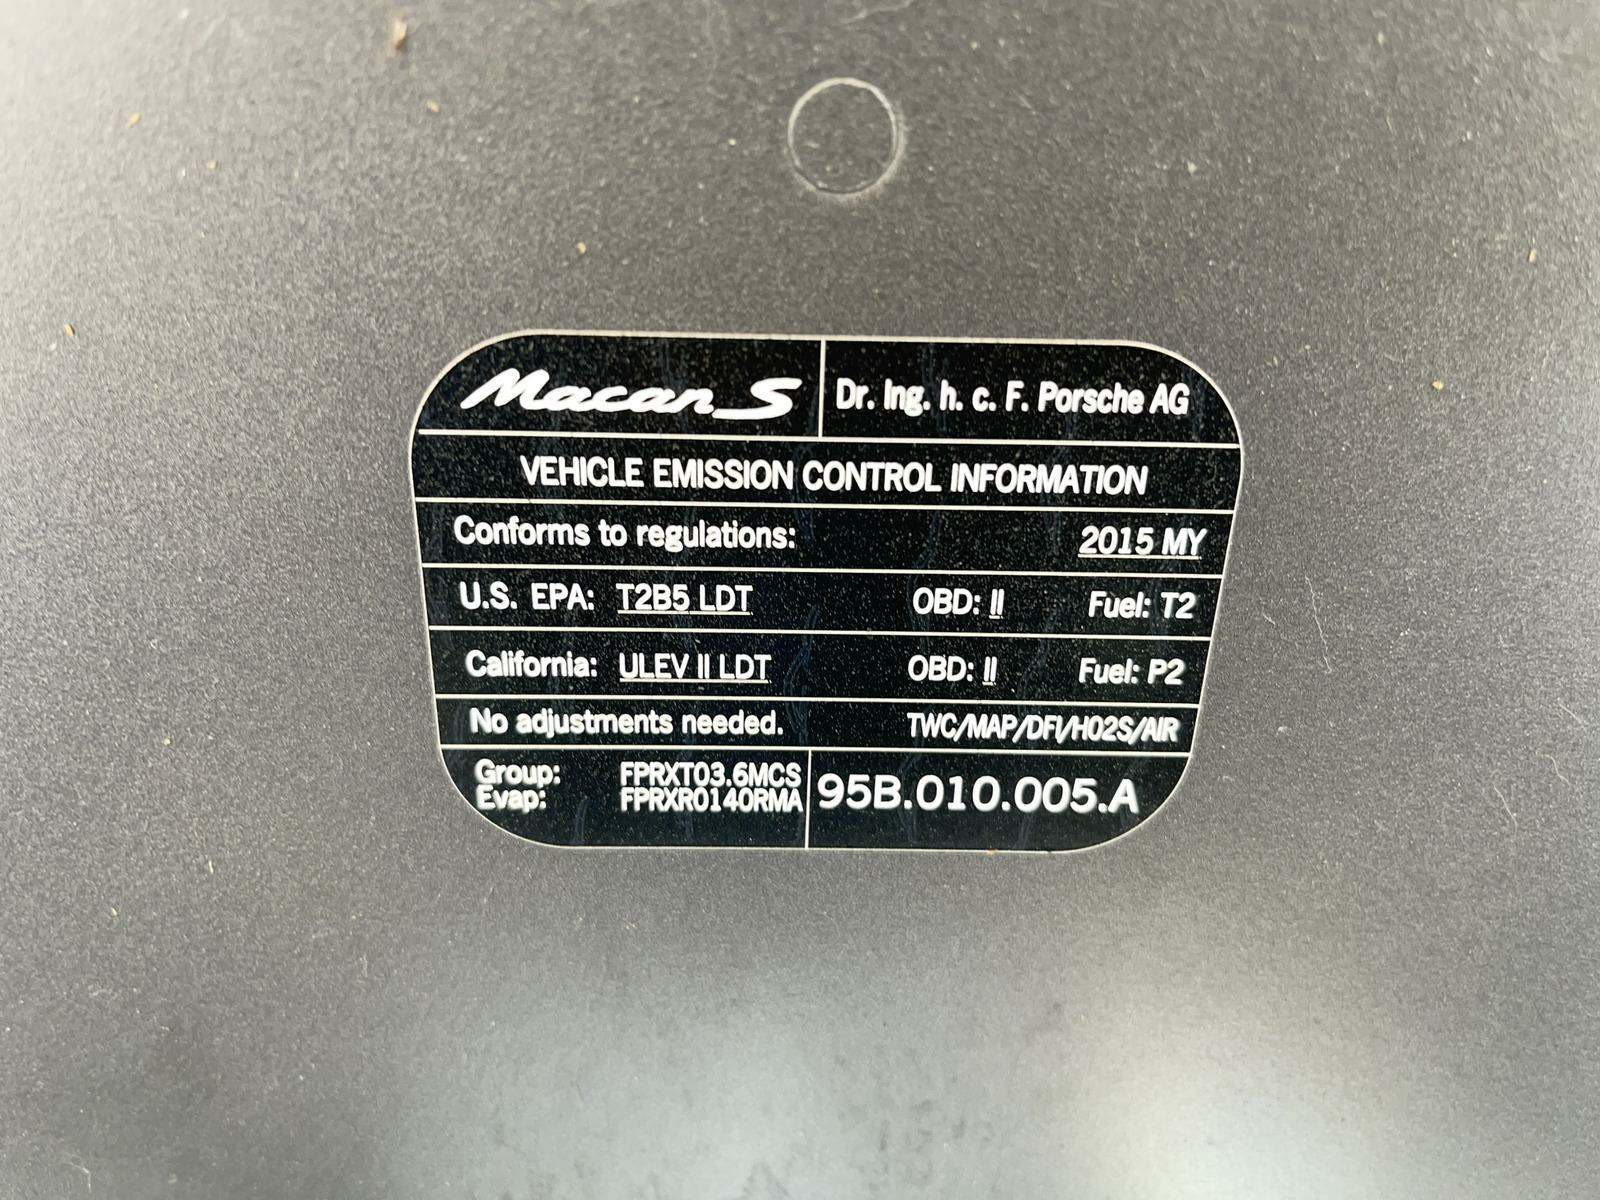 Macan S Dr. Ing. h. c. F. Porsche AG
VEHICLE EMISSION CONTROL INFORMATION
Conforms to regulations: 2015 MY
U.S. EPA: T2B5 LDT OBD: II Fuel: T2
California: ULEV II LDT OBD: II Fuel: P2
No adjustments needed. TWC/MAP/DFI/HO2S/AIR
Group: FPRXT03.6MCS
Evap: FPRXR0140RMA
95B.010.005.A